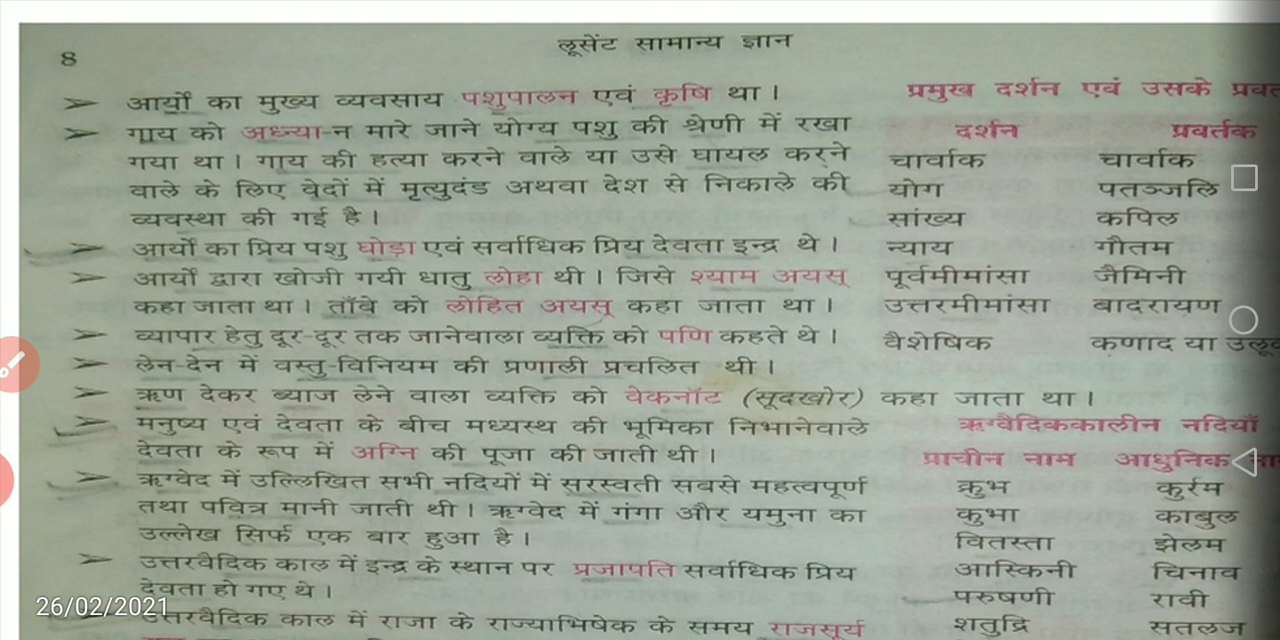 8
लूसेंट सामान्य ज्ञान
➢ आर्यों का मुख्य व्यवसाय पशुपालन एवं कृषि था।
➢ गाय को अध्न्या-न मारे जाने योग्य पशु की श्रेणी में रखा
गया था। गाय की हत्या करने वाले या उसे घायल करने
वाले के लिए वेदों में मृत्युदंड अथवा देश से निकाले की
व्यवस्था की गई है।
➢ आर्यों का प्रिय पशु घोड़ा एवं सर्वाधिक प्रिय देवता इन्द्र थे।
➢ आर्यों द्वारा खोजी गयी धातु लोहा थी। जिसे श्याम अयस्
कहा जाता था। ताँबे को लोहित अयस् कहा जाता था।
➢ व्यापार हेतु दूर-दूर तक जानेवाला व्यक्ति को पणि कहते थे।
➢ लेन-देन में वस्तु-विनियम की प्रणाली प्रचलित थी।
➢ ऋण देकर ब्याज लेने वाला व्यक्ति को वेकनॉट (सूदखोर) कहा जाता था।
➢ मनुष्य एवं देवता के बीच मध्यस्थ की भूमिका निभानेवाले
देवता के रूप में अग्नि की पूजा की जाती थी।
➢ ऋग्वेद में उल्लिखित सभी नदियों में सरस्वती सबसे महत्वपूर्ण
तथा पवित्र मानी जाती थी। ऋग्वेद में गंगा और यमुना का
उल्लेख सिर्फ एक बार हुआ है।
➢ उत्तरवैदिक काल में इन्द्र के स्थान पर प्रजापति सर्वाधिक प्रिय
देवता हो गए थे।
➢ उत्तरवैदिक काल में राजा के राज्याभिषेक के समय राजसूर्य
प्रमुख दर्शन एवं उसके
दर्शन प्रवर्तक
चार्वाक चार्वाक
योग पतञ्जलि
सांख्य कपिल
न्याय गौतम
पूर्वमीमांसा जैमिनी
उत्तरमीमांसा बादरायण
वैशेषिक कणाद या
ऋग्वैदिककालीन नदियाँ
प्राचीन नाम आधुनिक
क्रुभ कुर्रम
कुभा काबुल
वितस्ता झेलम
आस्किनी चिनाव
परुषणी रावी
शतुद्रि सतलज
26/02/2021